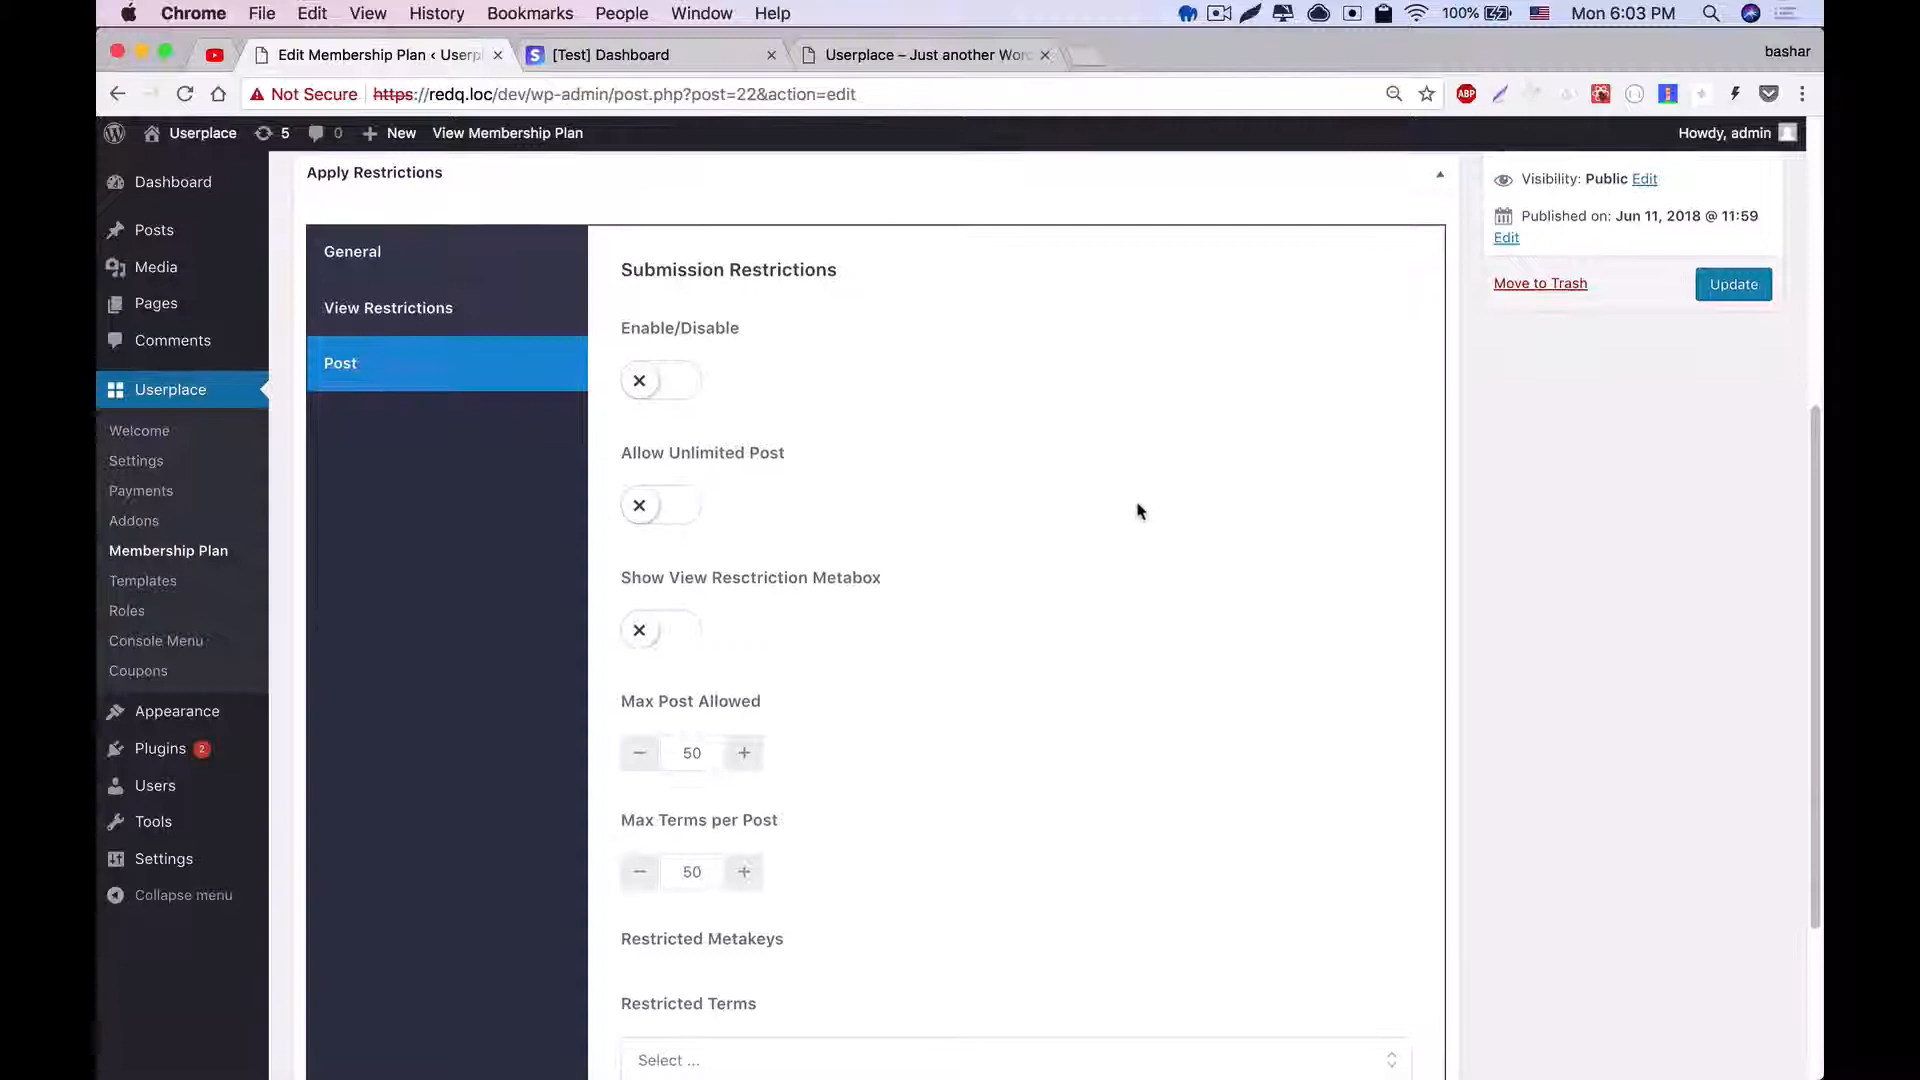 Chrome File Edit View History Bookmarks People Window Help 100% Mon 6:03 PM
Edit Membership Plan ‹ Userpl [Test] Dashboard Userplace – Just another Wor bashar
Not Secure https://redq.loc/dev/wp-admin/post.php?post=22&action=edit ABP
Userplace 5 0 New View Membership Plan Howdy, admin
Dashboard
Posts
Media
Pages
Comments
Userplace
Welcome
Settings
Payments
Addons
Membership Plan
Templates
Roles
Console Menu
Coupons
Appearance
Plugins 2
Users
Tools
Settings
Collapse menu
Apply Restrictions
General
View Restrictions
Post
Submission Restrictions
Enable/Disable
Allow Unlimited Post
Show View Resctriction Metabox
Max Post Allowed
50
Max Terms per Post
50
Restricted Metakeys
Restricted Terms
Select ...
Visibility: Public Edit
Published on: Jun 11, 2018 @ 11:59
Edit
Move to Trash Update